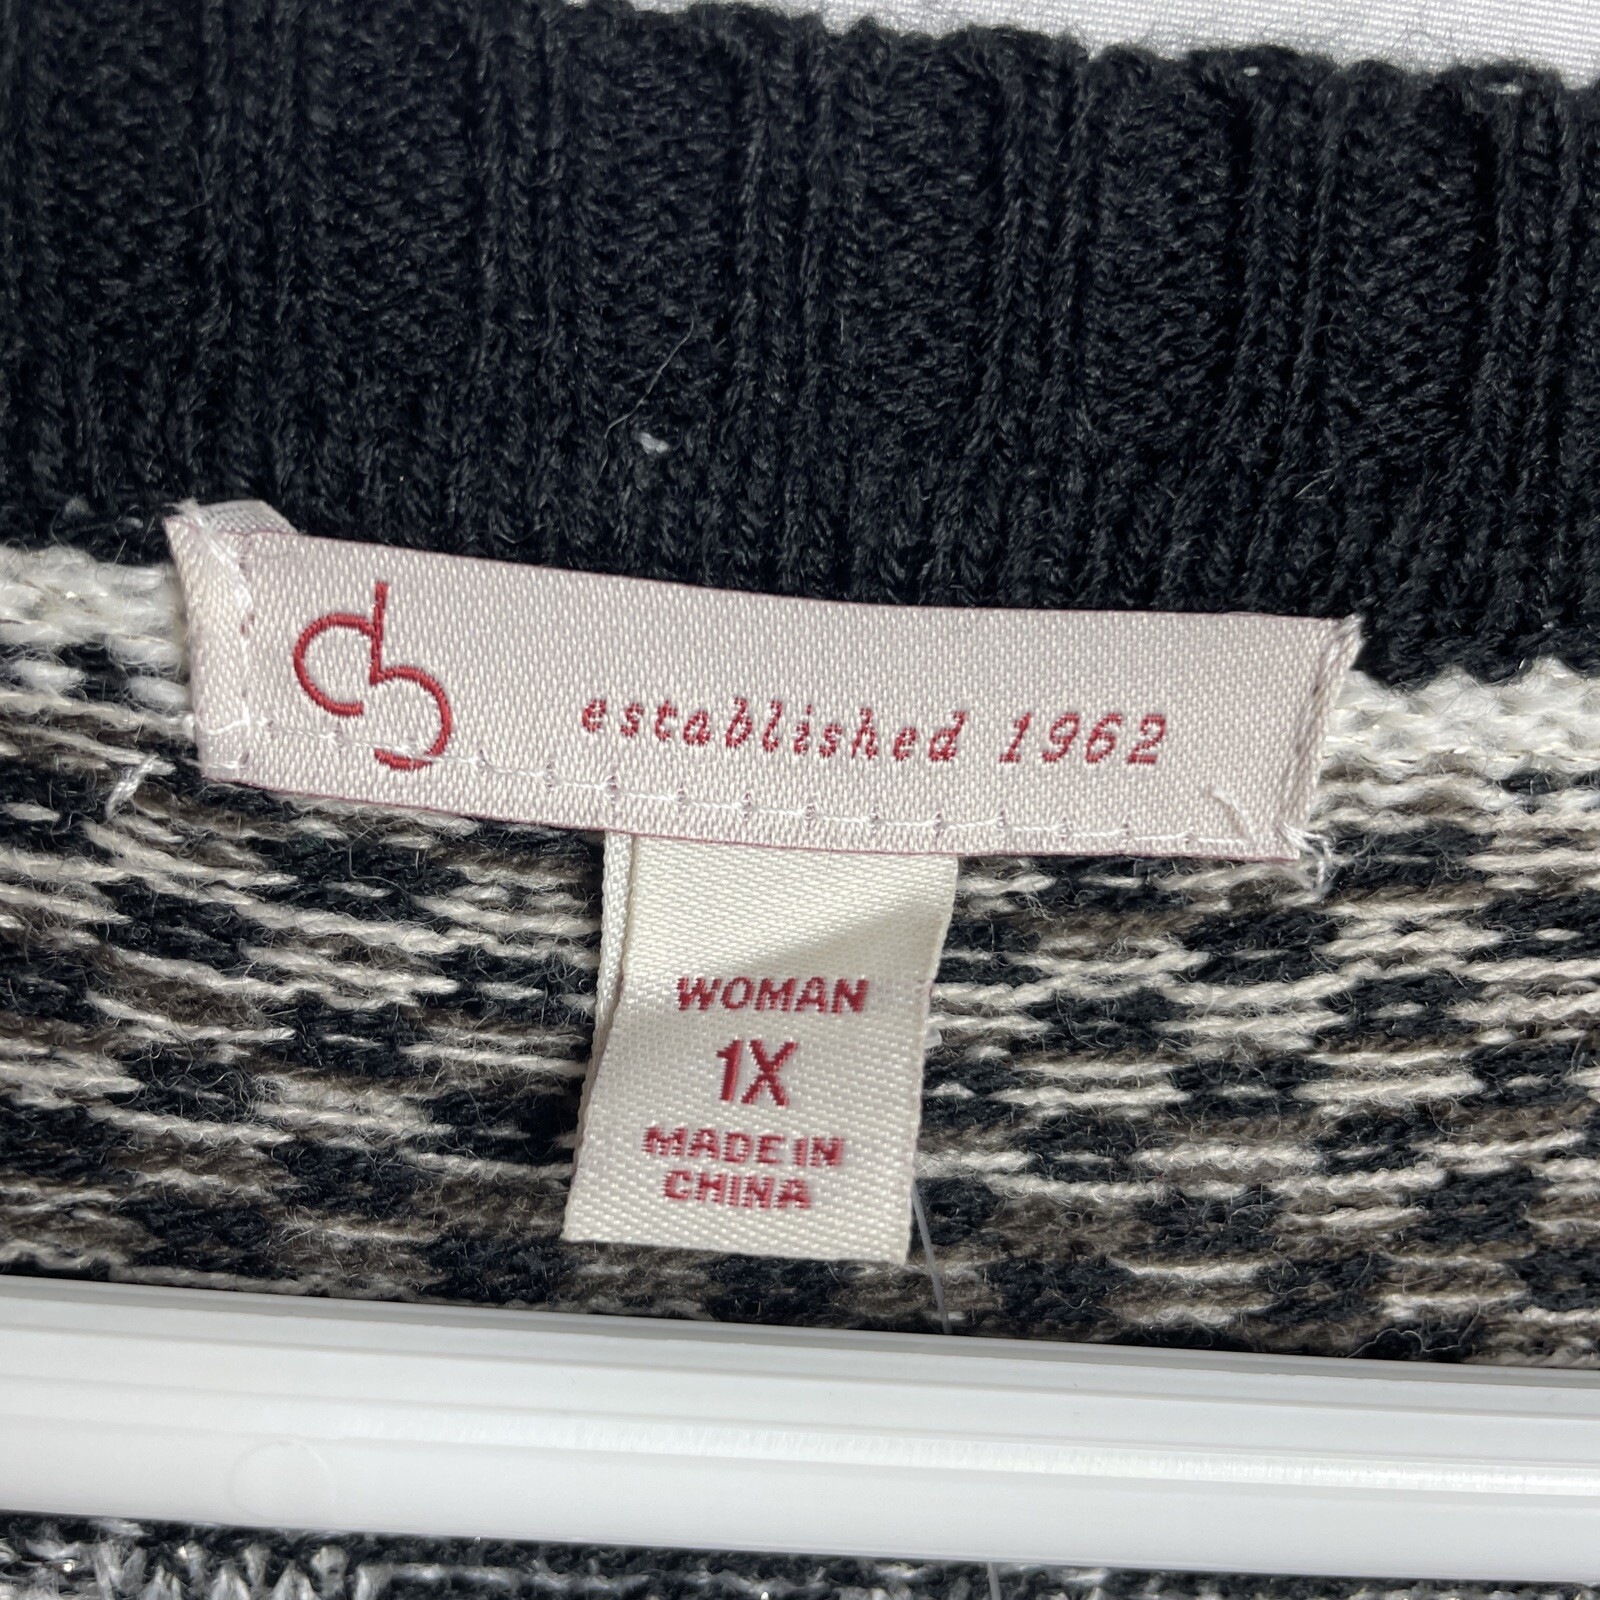 established 1962
WOMAN
1X
MADE IN
CHINA